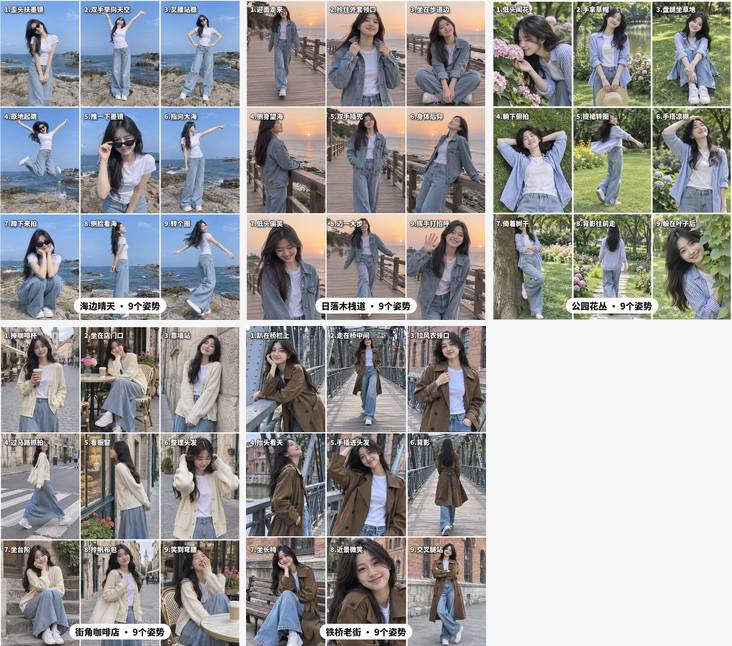 1.歪头扶墨镜
2.双手举向天空
3.叉腰站稳
4.原地起跳
5.推一下墨镜
6.指向大海
7.蹲下来拍
8.侧脸看海
9.转个圈
海边晴天 · 9个姿势
1.迎面走来
2.拎住外套领口
3.坐在步道边
4.侧身望海
5.双手插兜
6.身体后仰
7.低头偷笑
8.迈一大步
9.挥手打招呼
日落木栈道 · 9个姿势
1.低头闻花
2.手拿草帽
3.盘腿坐草地
4.躺下俯拍
5.提裙转圈
6.手搭凉棚
7.倚着树干
8.背影往前走
9.躲在叶子后
公园花丛 · 9个姿势
1.捧咖啡杯
2.坐在店门口
3.靠墙站
4.过马路抓拍
5.看橱窗
6.整理头发
7.坐台阶
8.拎帆布包
9.笑到弯腰
街角咖啡店 · 9个姿势
1.趴在桥栏上
2.走在桥中间
3.拉风衣领口
4.抬头看天
5.手插进头发
6.背影
7.坐长椅
8.近景微笑
9.交叉腿站
铁桥老街 · 9个姿势